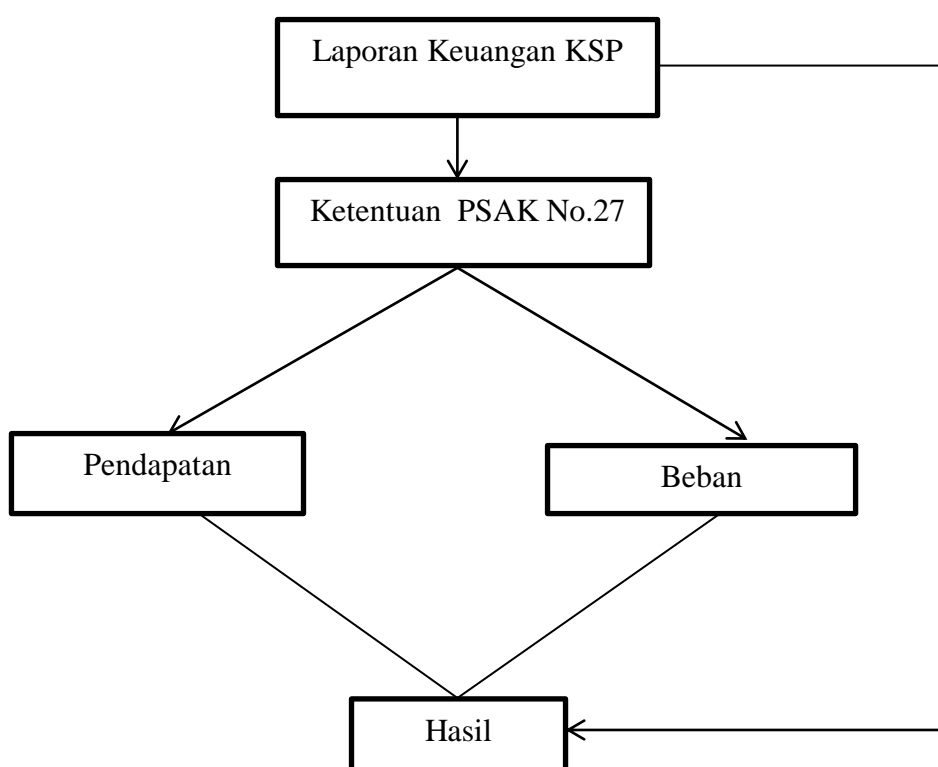 Laporan Keuangan KSP
Ketentuan PSAK No.27
Pendapatan
Beban
Hasil